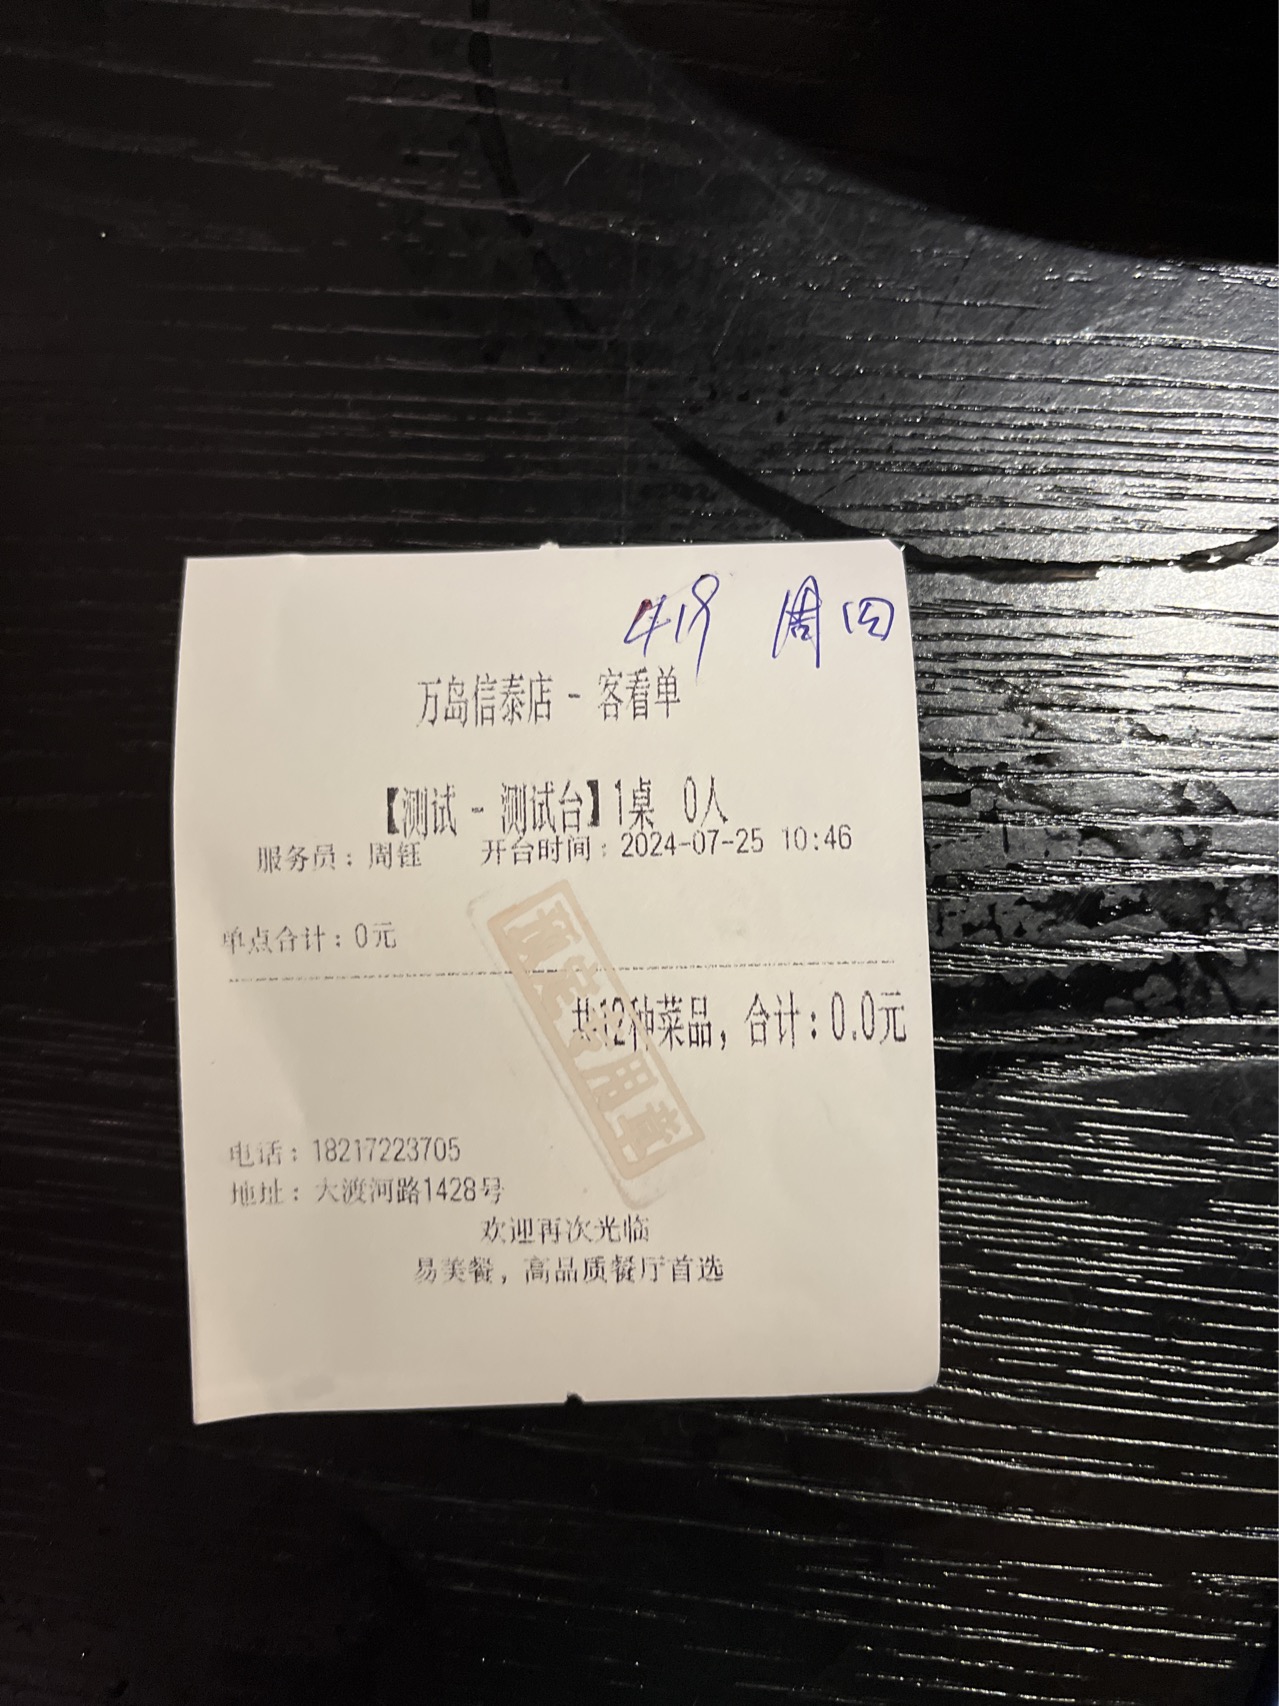 419 周四
万岛信泰店 - 客看单
【测试 - 测试台】1桌 0人
服务员：周钰 开台时间：2024-07-25 10:46
单点合计：0元
共12种菜品，合计：0.0元
专用章
电话：18217223705
地址：大渡河路1428号
欢迎再次光临
易美餐，高品质餐厅首选